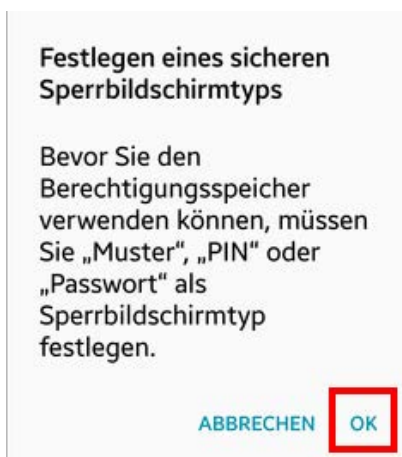 Festlegen eines sicheren
Sperrbildschirmtyps
Bevor Sie den
Berechtigungsspeicher
verwenden können, müssen
Sie „Muster“, „PIN“ oder
„Passwort“ als
Sperrbildschirmtyp
festlegen.
ABBRECHEN OK